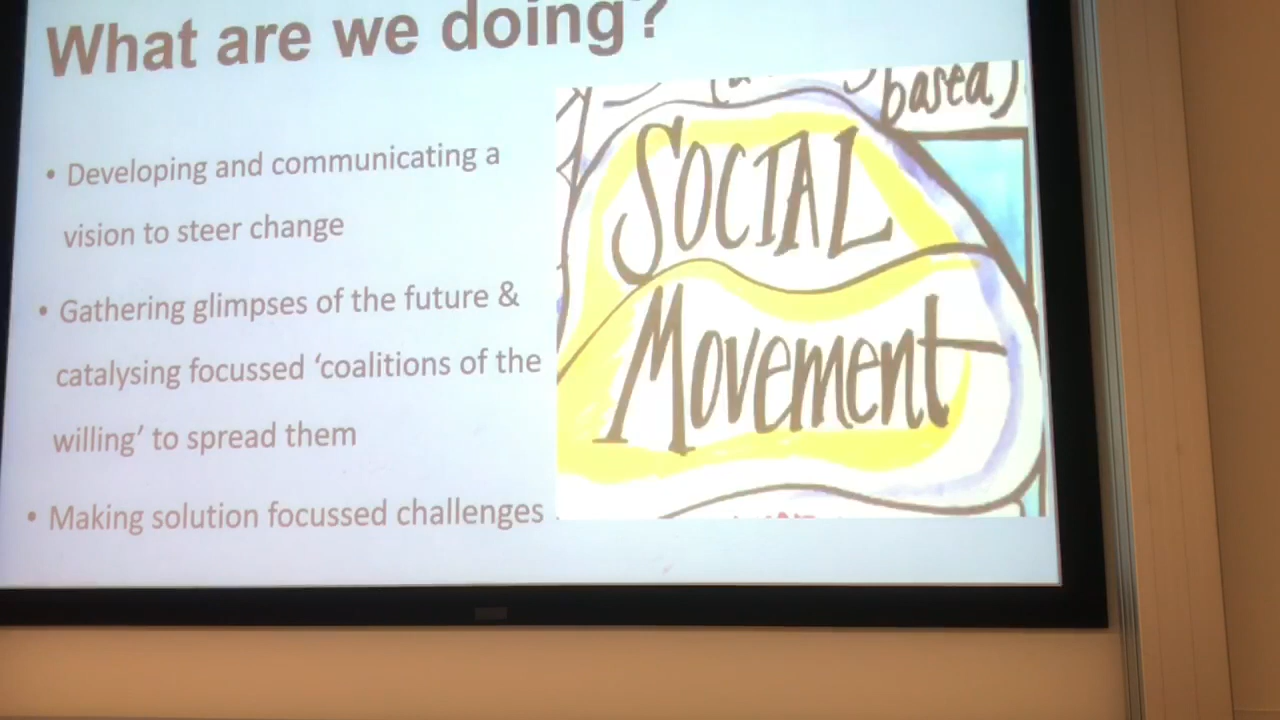 What are we doing?
• Developing and communicating a
vision to steer change
• Gathering glimpses of the future &
catalysing focussed ‘coalitions of the
willing’ to spread them
• Making solution focussed challenges
based)
SOCIAL
MOVEMENT